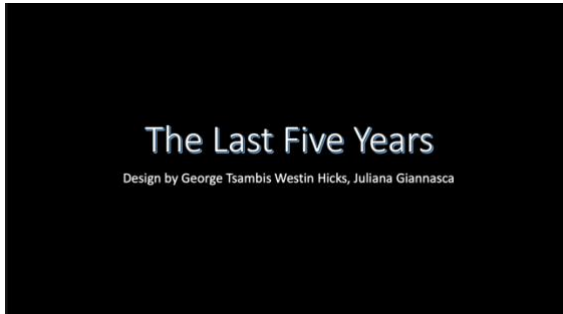 The Last Five Years
Design by George Tsambis Westin Hicks, Juliana Giannasca